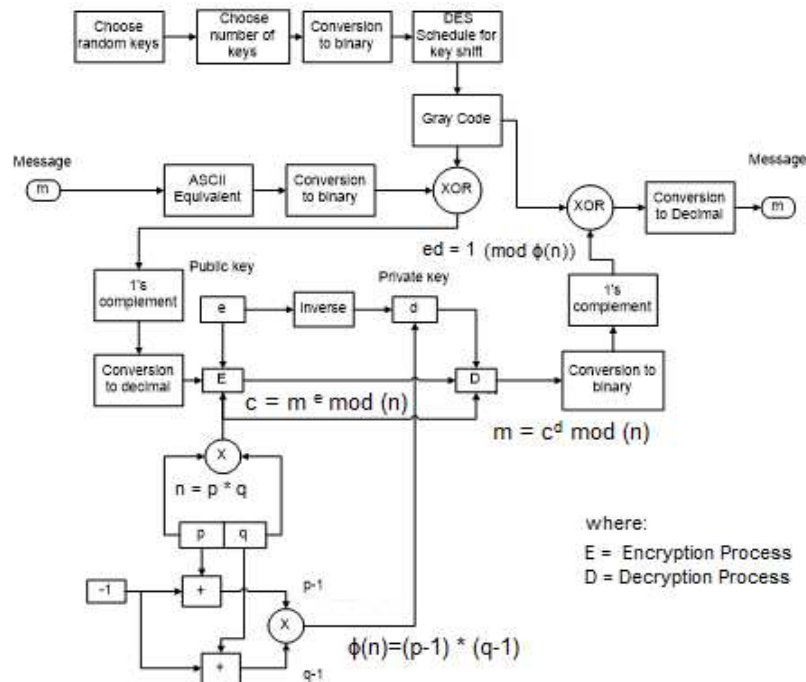 Choose
random keys
Choose
number of
keys
Conversion
to binary
DES
Schedule for
key shift
Gray Code
Message
m
ASCII
Equivalent
Conversion
to binary
XOR
XOR
Conversion
to Decimal
Message
m
ed = 1 (mod ϕ(n))
1's
complement
Public key
Private key
1's
complement
e
Inverse
d
Conversion
to decimal
E
D
Conversion to
binary
c = m e mod (n)
m = c d mod (n)
X
n = p * q
p
q
where:
E = Encryption Process
D = Decryption Process
-1
+
p-1
X
ϕ(n)=(p-1) * (q-1)
+
q-1